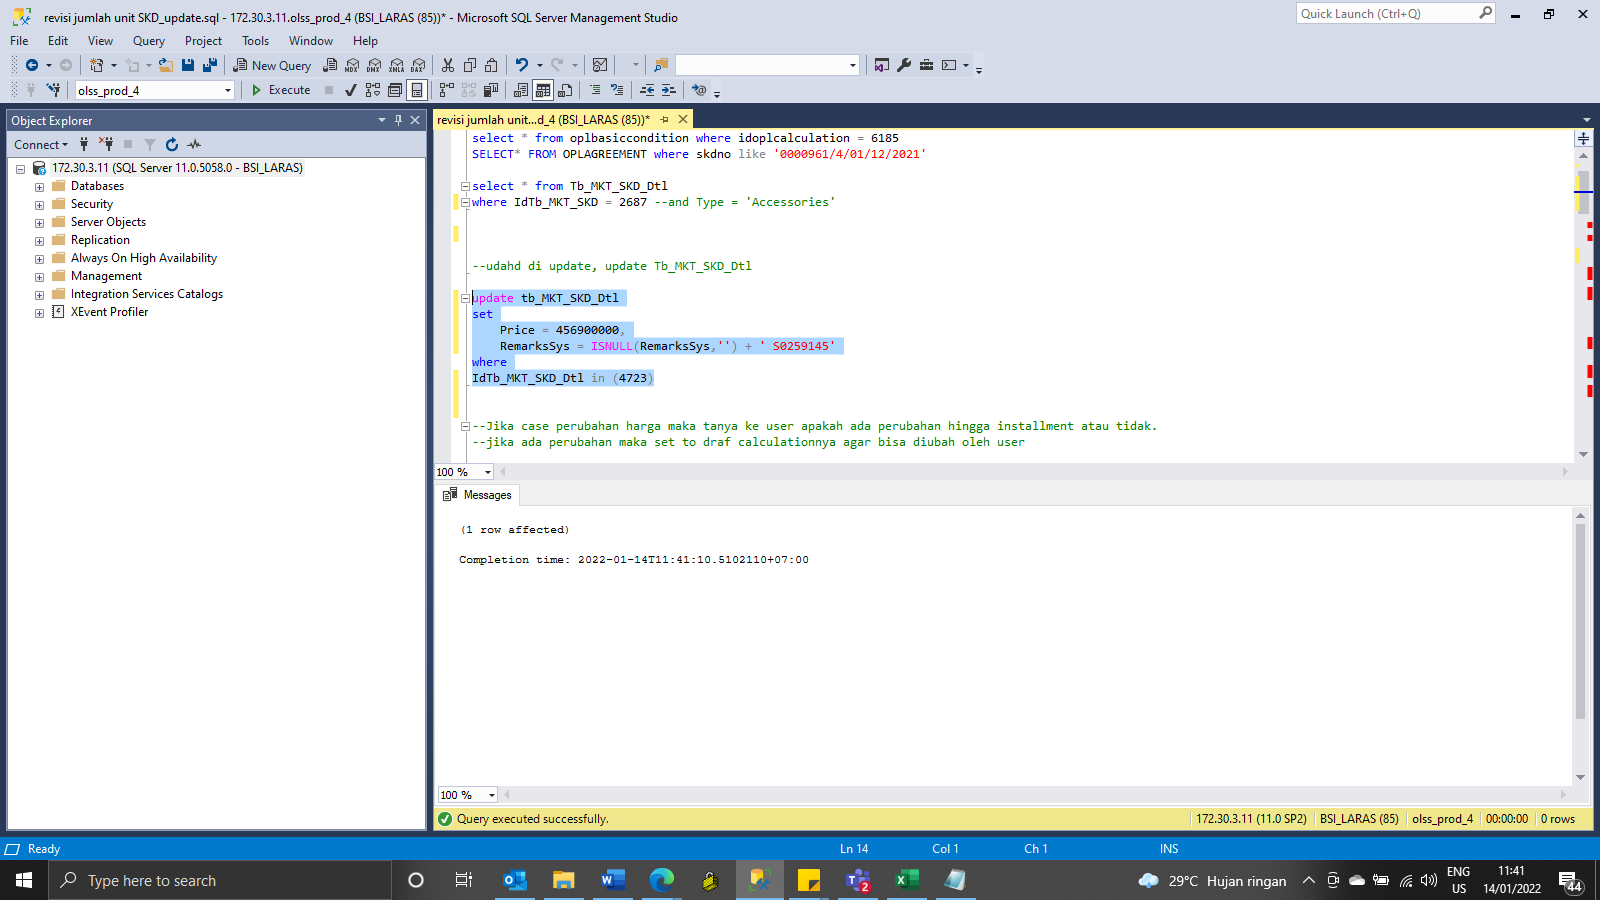 revisi jumlah unit SKD_update.sql - 172.30.3.11.olss_prod_4 (BSI_LARAS (85))* - Microsoft SQL Server Management Studio
Quick Launch (Ctrl+Q)
File Edit View Query Project Tools Window Help
New Query
MDX DMX XMLA DAX
olss_prod_4
Execute
Object Explorer
Connect
172.30.3.11 (SQL Server 11.0.5058.0 - BSI_LARAS)
Databases
Security
Server Objects
Replication
Always On High Availability
Management
Integration Services Catalogs
XEvent Profiler
revisi jumlah unit...d_4 (BSI_LARAS (85))*
select * from oplbasiccondition where idoplcalculation = 6185
SELECT* FROM OPLAGREEMENT where skdno like '0000961/4/01/12/2021'
select * from Tb_MKT_SKD_Dtl
where IdTb_MKT_SKD = 2687 --and Type = 'Accessories'
--udahd di update, update Tb_MKT_SKD_Dtl
update tb_MKT_SKD_Dtl
set
Price = 456900000,
RemarksSys = ISNULL(RemarksSys,'') + ' S0259145'
where
IdTb_MKT_SKD_Dtl in (4723)
--Jika case perubahan harga maka tanya ke user apakah ada perubahan hingga installment atau tidak.
--jika ada perubahan maka set to draf calculationnya agar bisa diubah oleh user
100 %
Messages
(1 row affected)
Completion time: 2022-01-14T11:41:10.5102110+07:00
100 %
Query executed successfully.
172.30.3.11 (11.0 SP2) BSI_LARAS (85) olss_prod_4 00:00:00 0 rows
Ready
Ln 14 Col 1 Ch 1 INS
Type here to search
2
29°C Hujan ringan
ENG
US
11:41
14/01/2022
44